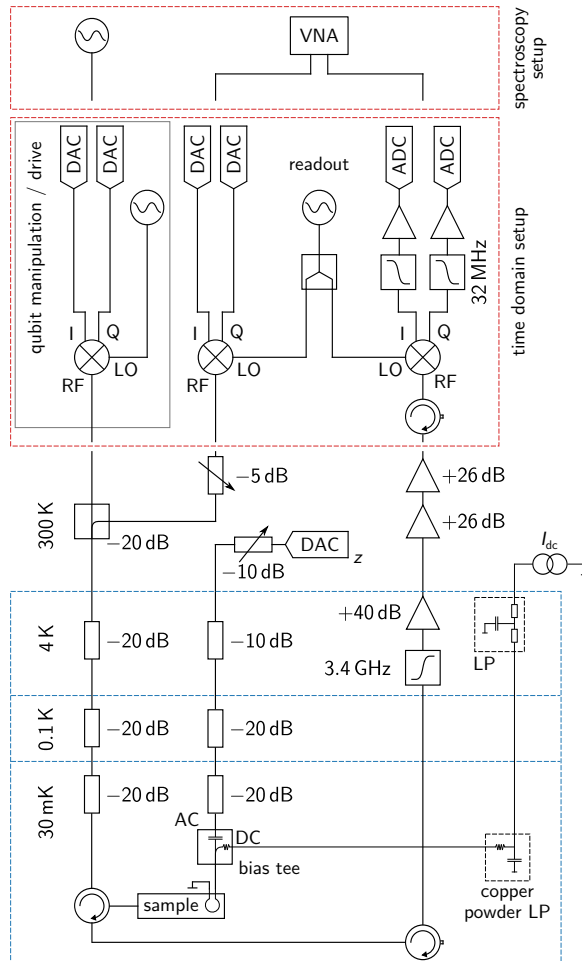 VNA
spectroscopy
setup
DAC
DAC
DAC
DAC
ADC
ADC
readout
qubit manipulation / drive
time domain setup
32 MHz
I
Q
I
Q
I
Q
LO
LO
LO
RF
RF
RF
−5 dB
+26 dB
300 K
−20 dB
+26 dB
DAC
z
−10 dB
Idc
+40 dB
4 K
−20 dB
−10 dB
3.4 GHz
LP
0.1 K
−20 dB
−20 dB
30 mK
−20 dB
−20 dB
AC
DC
bias tee
sample
copper
powder LP